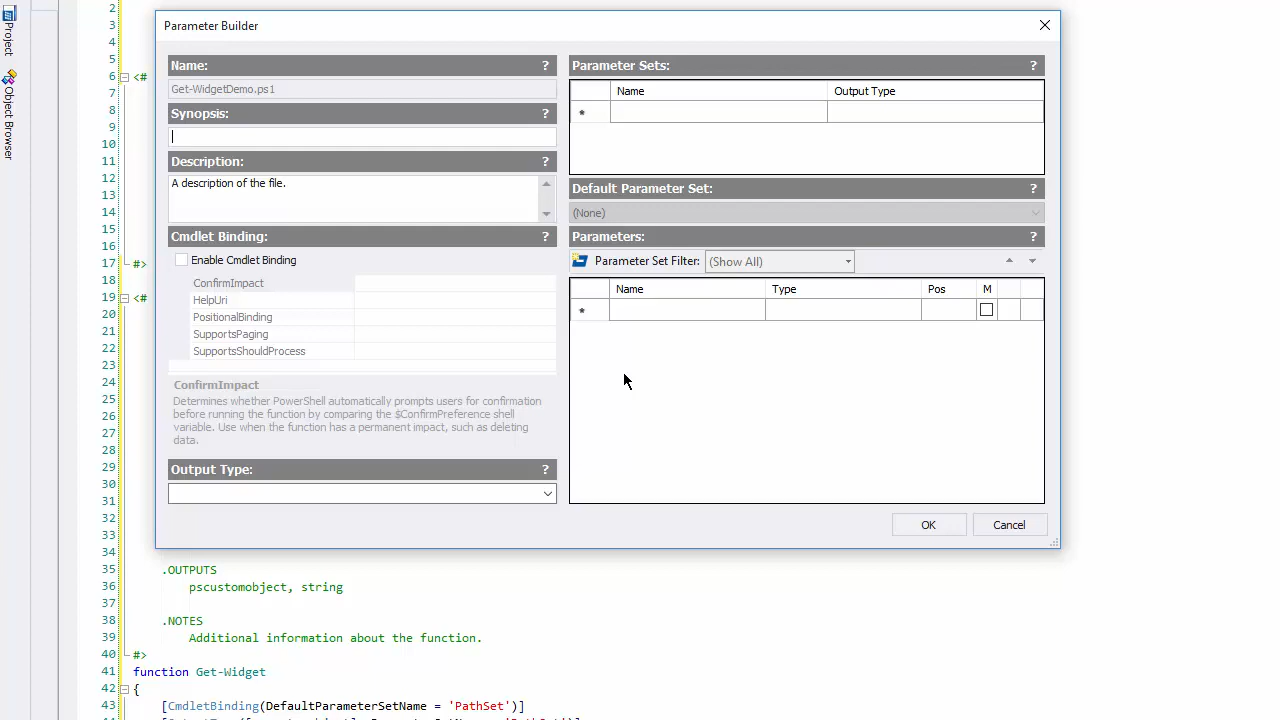 Project
Object Browser
2
3
4
5
6 <#
7
8
9
10
11
12
13
14
15
16
17 #>
18
19 <#
20
21
22
23
24
25
26
27
28
29
30
31
32
33
34
35 .OUTPUTS
36 pscustomobject, string
37
38 .NOTES
39 Additional information about the function.
40 #>
41 function Get-Widget
42 {
43 [CmdletBinding(DefaultParameterSetName = 'PathSet')]
Parameter Builder
Name: ?
Get-WidgetDemo.ps1
Synopsis: ?
Description: ?
A description of the file.
Cmdlet Binding: ?
Enable Cmdlet Binding
ConfirmImpact
HelpUri
PositionalBinding
SupportsPaging
SupportsShouldProcess
ConfirmImpact
Determines whether PowerShell automatically prompts users for confirmation
before running the function by comparing the $ConfirmPreference shell
variable. Use when the function has a permanent impact, such as deleting
data.
Output Type: ?
Parameter Sets: ?
Name Output Type
*
Default Parameter Set: ?
(None)
Parameters: ?
Parameter Set Filter: (Show All)
Name Type Pos M
*
OK Cancel